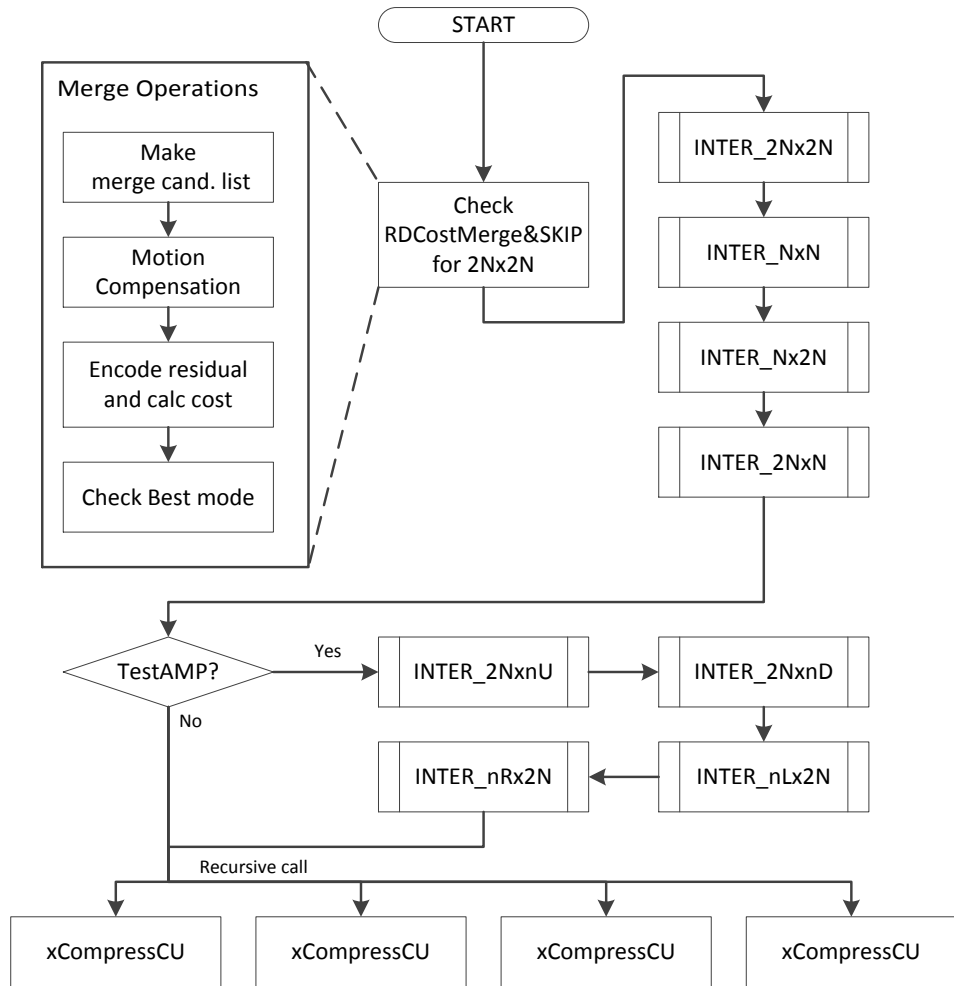 START
Merge Operations
Make
merge cand. list
Motion
Compensation
Encode residual
and calc cost
Check Best mode
Check
RDCostMerge&SKIP
for 2Nx2N
INTER_2Nx2N
INTER_NxN
INTER_Nx2N
INTER_2NxN
TestAMP?
Yes
No
INTER_2NxnU
INTER_2NxnD
INTER_nRx2N
INTER_nLx2N
Recursive call
xCompressCU
xCompressCU
xCompressCU
xCompressCU